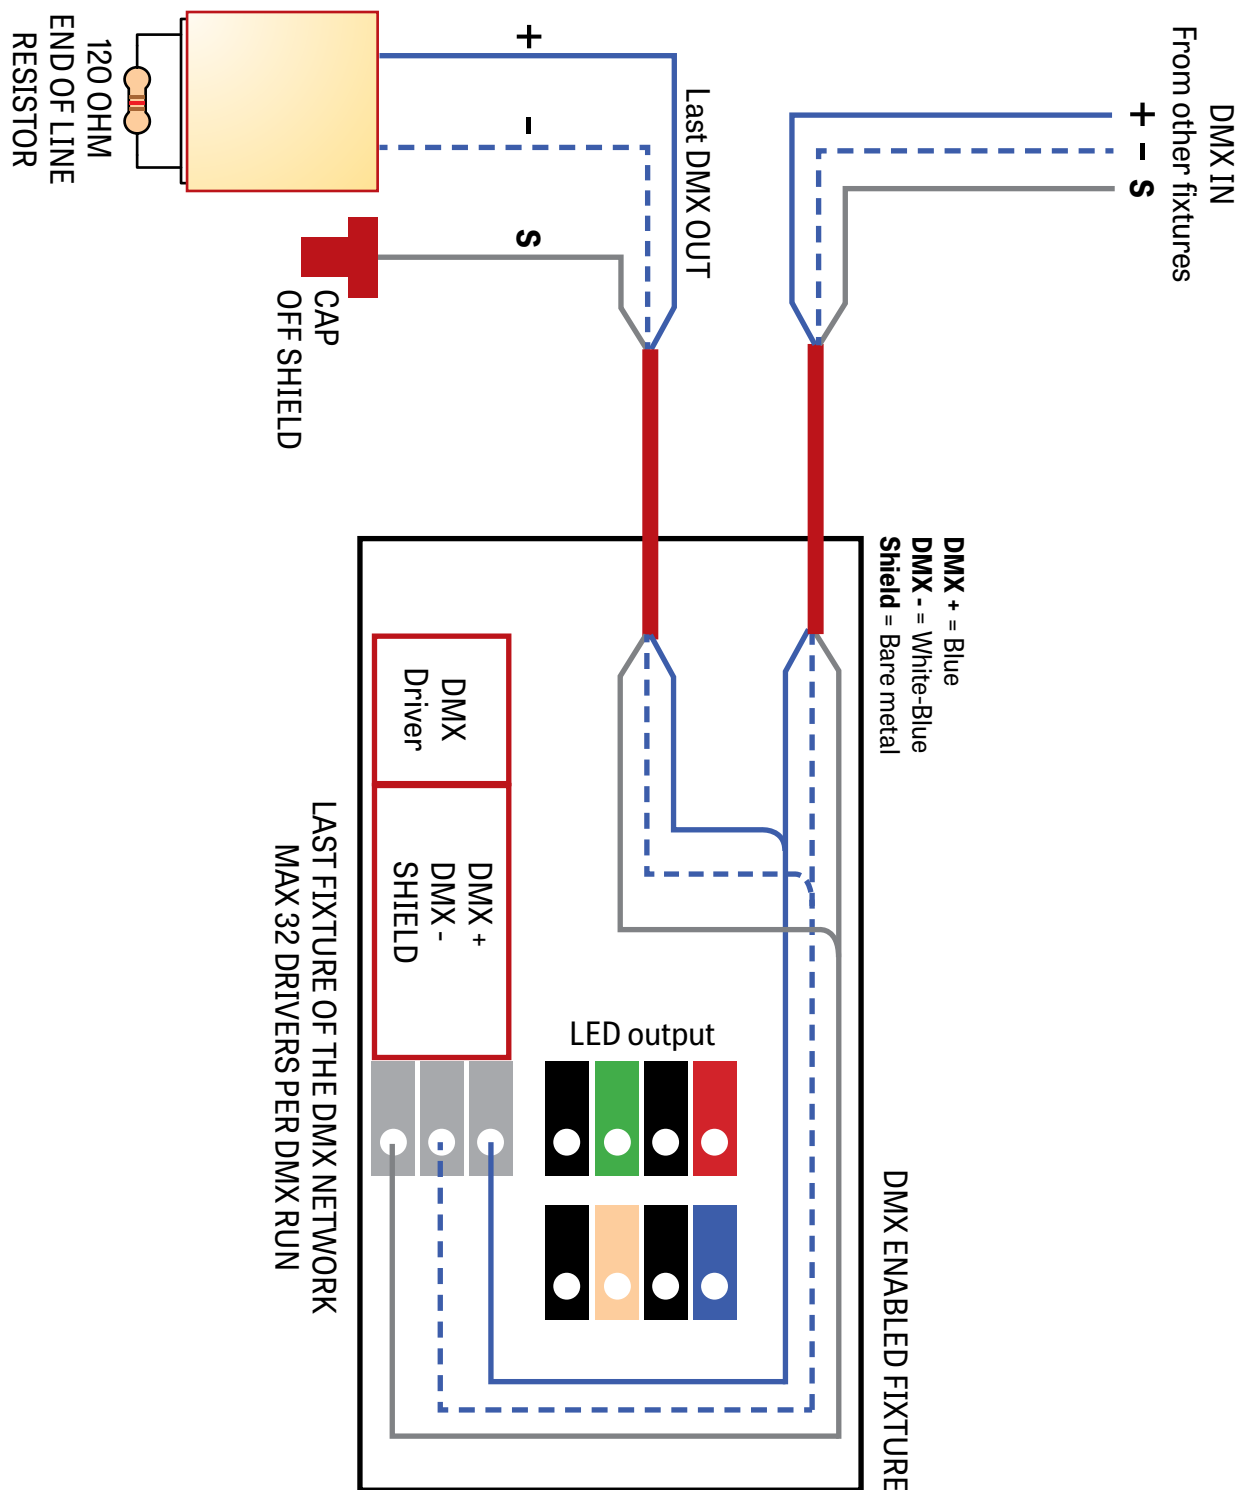 DMX IN
From other fixtures
+
-
S
Last DMX OUT
+
-
S
120 OHM
END OF LINE
RESISTOR
CAP
OFF SHIELD
DMX + = Blue
DMX - = White-Blue
Shield = Bare metal
DMX
Driver
DMX +
DMX -
SHIELD
LED output
DMX ENABLED FIXTURE
LAST FIXTURE OF THE DMX NETWORK
MAX 32 DRIVERS PER DMX RUN